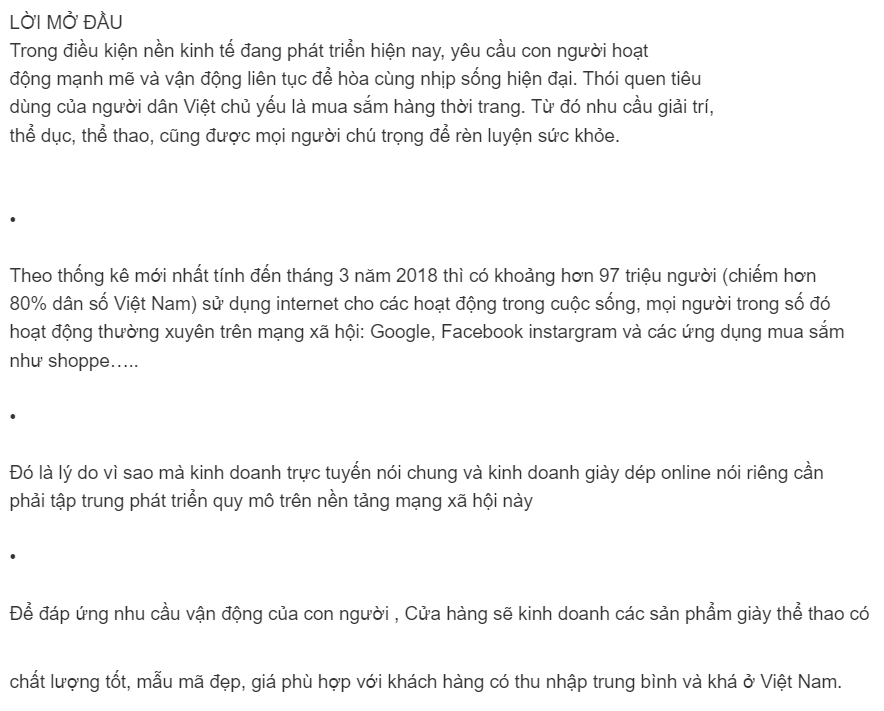 LỜI MỞ ĐẦU
Trong điều kiện nền kinh tế đang phát triển hiện nay, yêu cầu con người hoạt
động mạnh mẽ và vận động liên tục để hòa cùng nhịp sống hiện đại. Thói quen tiêu
dùng của người dân Việt chủ yếu là mua sắm hàng thời trang. Từ đó nhu cầu giải trí,
thể dục, thể thao, cũng được mọi người chú trọng để rèn luyện sức khỏe.
•
Theo thống kê mới nhất tính đến tháng 3 năm 2018 thì có khoảng hơn 97 triệu người (chiếm hơn
80% dân số Việt Nam) sử dụng internet cho các hoạt động trong cuộc sống, mọi người trong số đó
hoạt động thường xuyên trên mạng xã hội: Google, Facebook instargram và các ứng dụng mua sắm
như shoppe…..
•
Đó là lý do vì sao mà kinh doanh trực tuyến nói chung và kinh doanh giày dép online nói riêng cần
phải tập trung phát triển quy mô trên nền tảng mạng xã hội này
•
Để đáp ứng nhu cầu vận động của con người , Cửa hàng sẽ kinh doanh các sản phẩm giày thể thao có
chất lượng tốt, mẫu mã đẹp, giá phù hợp với khách hàng có thu nhập trung bình và khá ở Việt Nam.